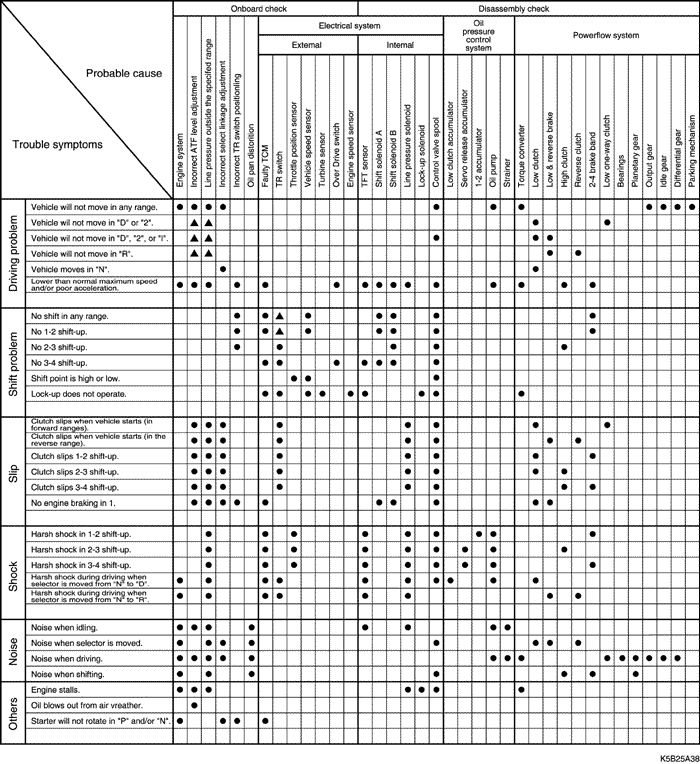 Onboard check
Disassembly check
Electrical system
Oil
pressure
control
system
Powerflow system
External
Internal
Probable cause
Trouble symptoms
Engine system
Incorrect ATF level adjustment
Line pressure outside the specifed range
Incorrect select linkage adjustment
Incorrect TR switch positionling
Oil pan distorition
Faulty TCM
TR switch
Throttle position sensor
Vehicle speed sensor
Turbine sensor
Over Drive switch
Engine speed sensor
TFT sensor
Shift solenoid A
Shift solenoid B
Line pressure solenoid
Lock-up solenoid
Control valve spool
Low clutch accumulator
Servo release accumulator
1-2 accumulator
Oil pump
Strainer
Torque converter
Low clutch
Low & reverse brake
High clutch
Reverse clutch
2-4 brake band
Low one-way clutch
Bearings
Planetary gear
Output gear
Idle gear
Differential gear
Parking mechanism
Driving problem
Vehicle will not move in any range.
Vehicle wil not move in "D" or "2".
Vehicle wil not move in "D", "2", or "l".
Vehicle will not move in "R".
Vehicle moves in "N".
Lower than normal maximum speed
and/or poor acceleration.
Shift problem
No shift in any range.
No 1-2 shift-up.
No 2-3 shift-up.
No 3-4 shift-up.
Shift point is high or low.
Lock-up does not operate.
Slip
Clutch slips when vehicle starts (in
forward ranges).
Clutch slips when vehicle starts (in the
reverse range).
Clutch slips 1-2 shift-up.
Clutch slips 2-3 shift-up.
Clutch slips 3-4 shift-up.
No engine braking in 1.
Shock
Harsh shock in 1-2 shift-up.
Harsh shock in 2-3 shift-up.
Harsh shock in 3-4 shift-up.
Harsh shock during driving when
selector is moved from "N" to "D".
Harsh shock during driving when
selector is moved from "N" to "R".
Noise
Noise when idling.
Noise when selector is moved.
Noise when driving.
Noise when shifting.
Others
Engine stalls.
Oil blows out from air vreather.
Starter will not rotate in "P" and/or "N".
K5B25A38